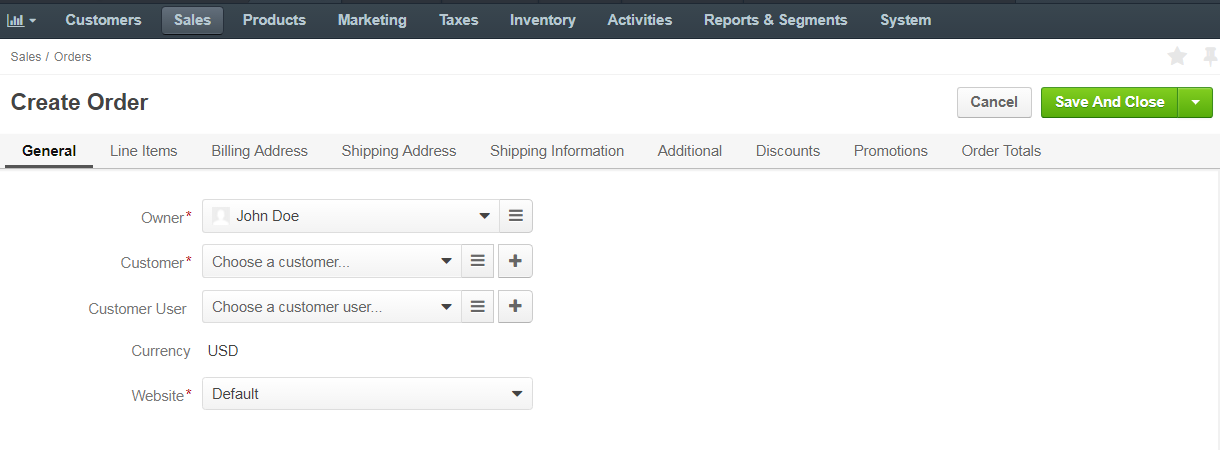 Customers Sales Products Marketing Taxes Inventory Activities Reports & Segments System
Sales / Orders
Create Order Cancel Save And Close
General Line Items Billing Address Shipping Address Shipping Information Additional Discounts Promotions Order Totals
Owner* John Doe
Customer* Choose a customer...
Customer User Choose a customer user...
Currency USD
Website* Default